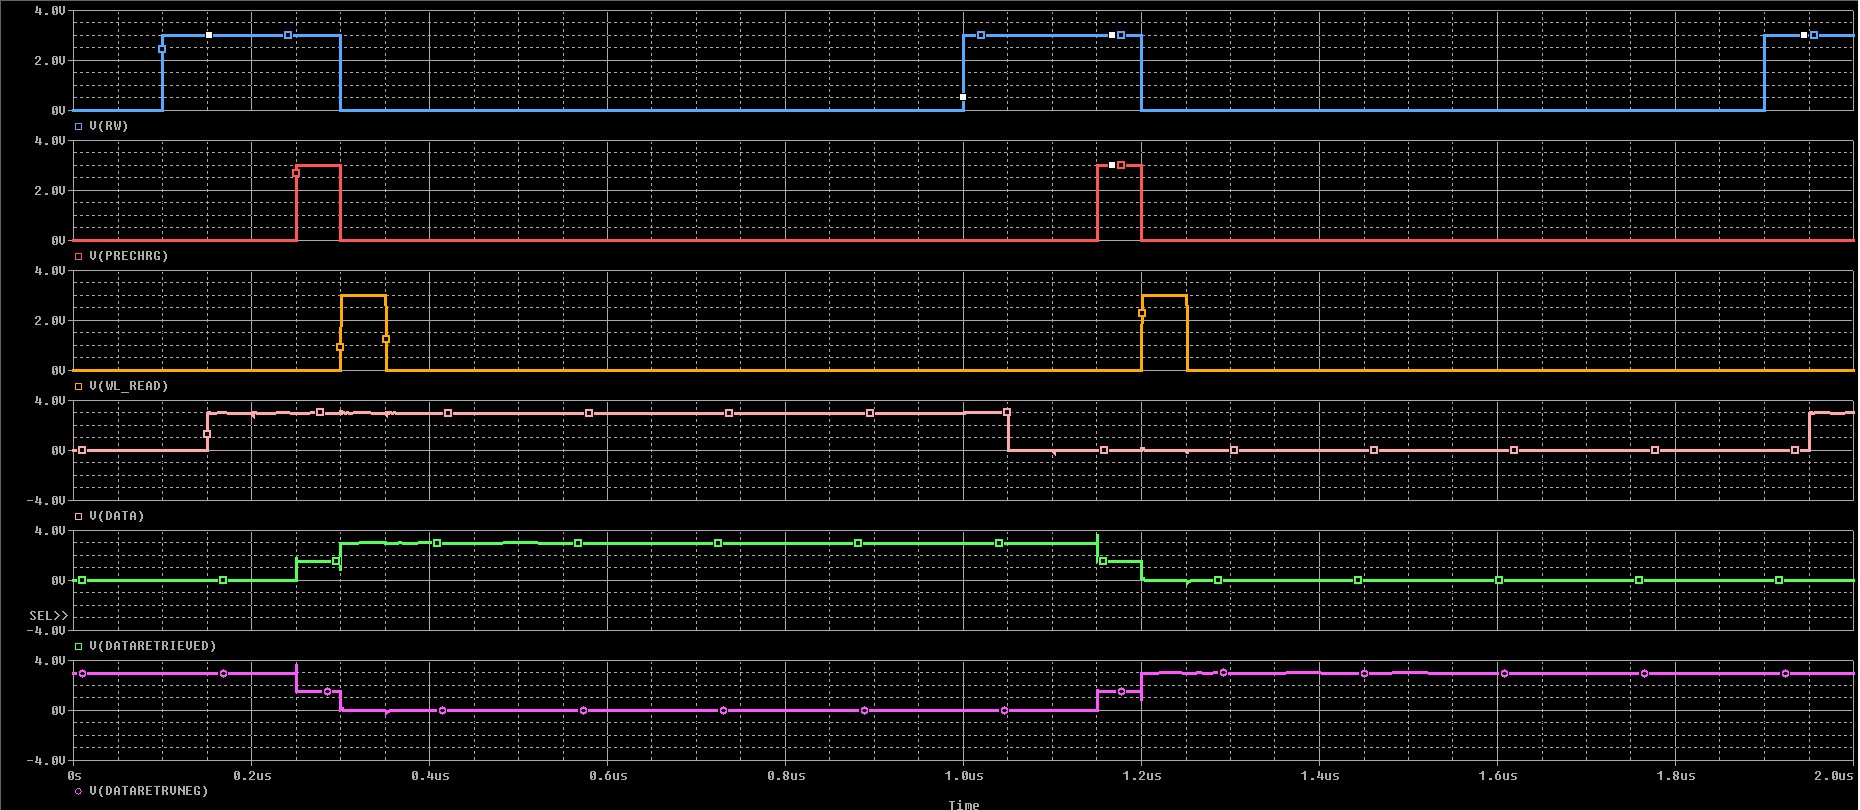 4.0V
2.0V
0V
V(RW)
4.0V
2.0V
0V
V(PRECHRG)
4.0V
2.0V
0V
V(WL_READ)
4.0V
0V
-4.0V
V(DATA)
4.0V
0V
SEL>>
-4.0V
V(DATARETRIEVED)
4.0V
0V
-4.0V
0s 0.2us 0.4us 0.6us 0.8us 1.0us 1.2us 1.4us 1.6us 1.8us 2.0us
V(DATARETRVNEG)
Time